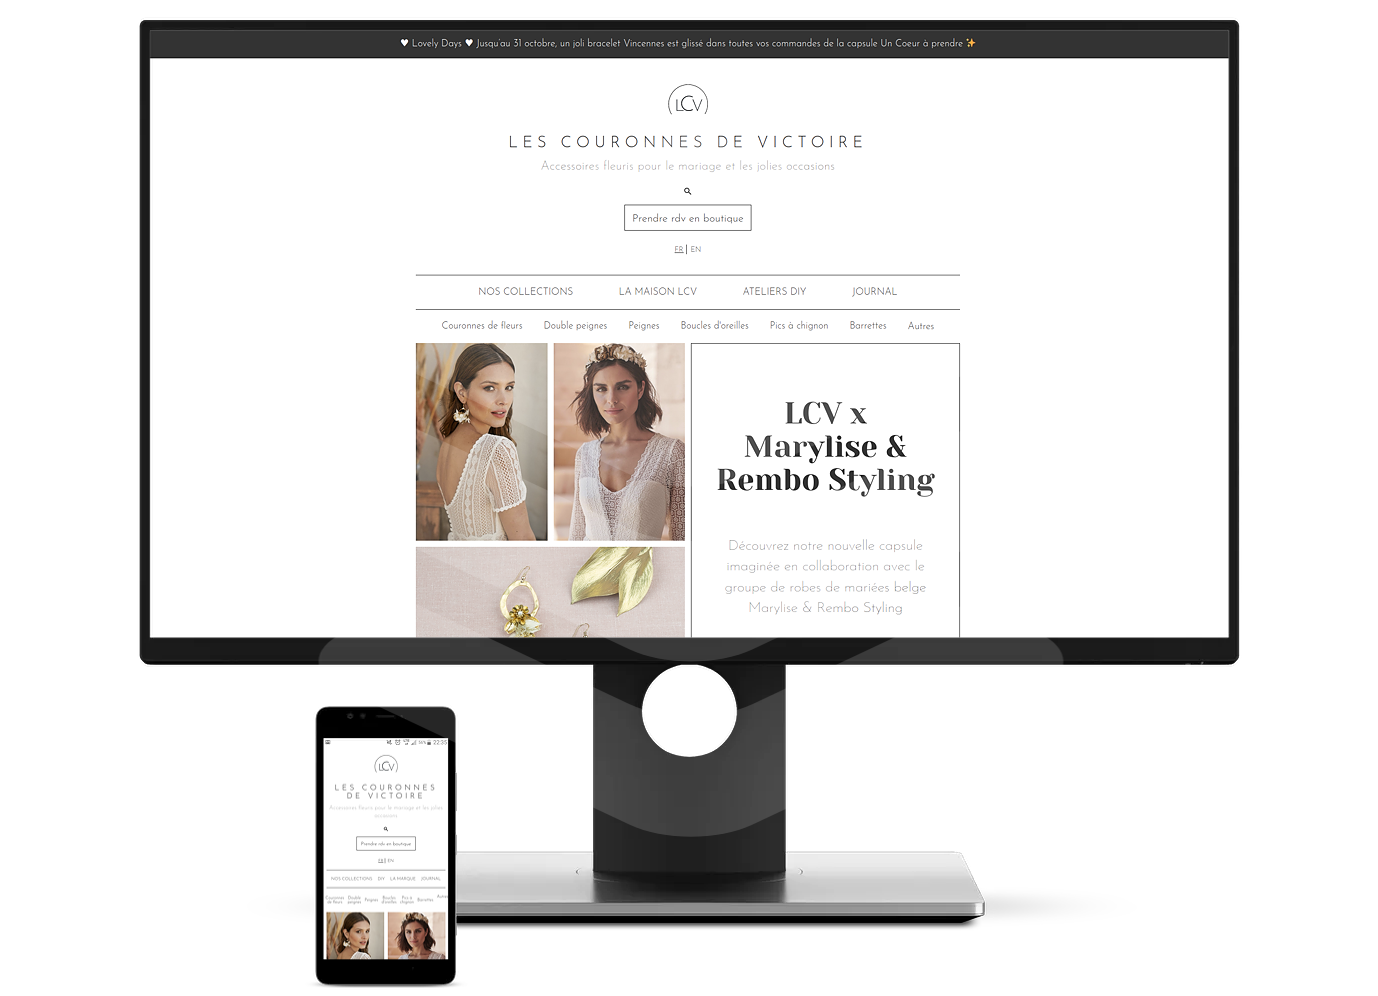 ♥ Lovely Days ♥ Jusqu'au 31 octobre, un joli bracelet Vincennes est glissé dans toutes vos commandes de la capsule Un Coeur à prendre ✨
LCV
LES COURONNES DE VICTOIRE
Accessoires fleuris pour le mariage et les jolies occasions
Prendre rdv en boutique
FR | EN
NOS COLLECTIONS LA MAISON LCV ATELIERS DIY JOURNAL
Couronnes de fleurs Double peignes Peignes Boucles d'oreilles Pics à chignon Barrettes Autres
LCV x
Marylise &
Rembo Styling
Découvrez notre nouvelle capsule
imaginée en collaboration avec le
groupe de robes de mariées belge
Marylise & Rembo Styling
22:35
LCV
LES COURONNES
DE VICTOIRE
Accessoires fleuris pour le mariage et les jolies
occasions
Prendre rdv en boutique
FR | EN
NOS COLLECTIONS DIY LA MARQUE JOURNAL
Couronnes de fleurs Double peignes Peignes Boucles d'oreilles Pics à chignon Barrettes Autres